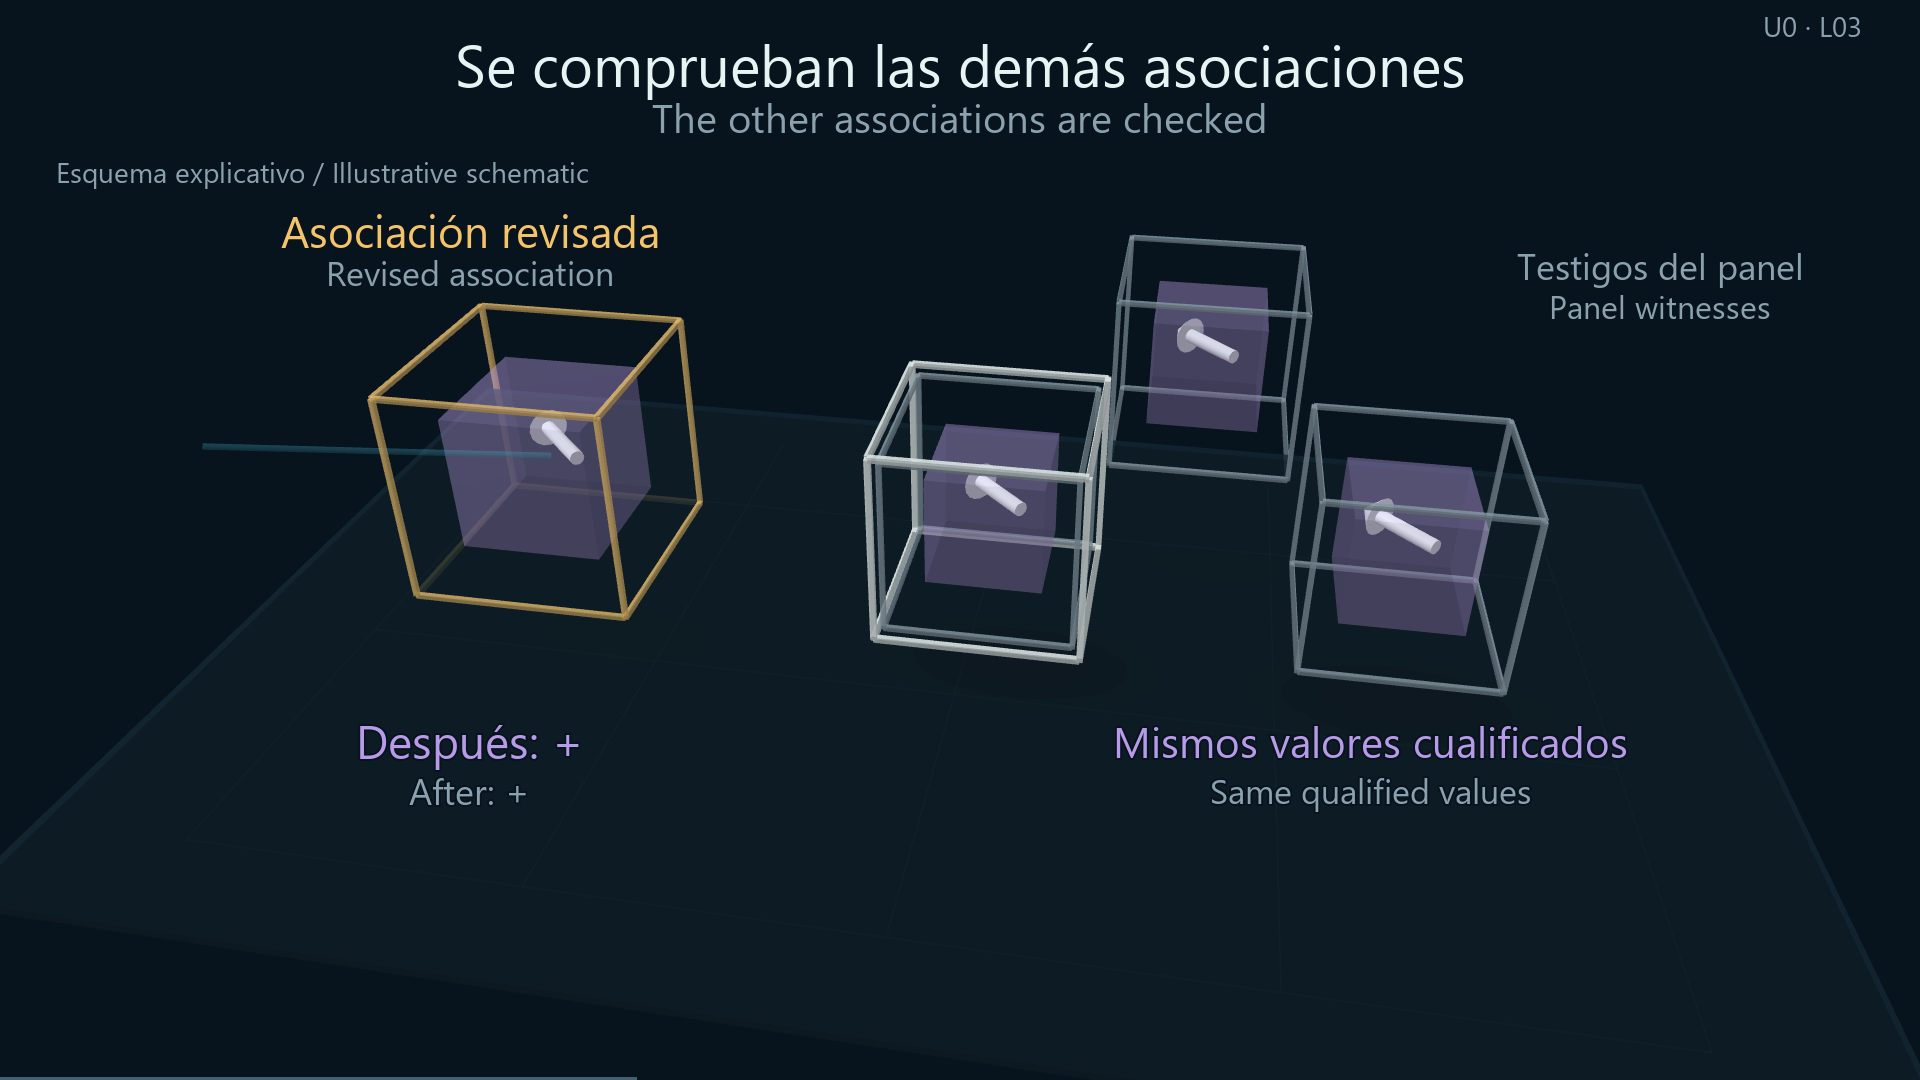 U0 · L03
Se comprueban las demás asociaciones
The other associations are checked
Esquema explicativo / Illustrative schematic
Asociación revisada
Revised association
Testigos del panel
Panel witnesses
Después: +
After: +
Mismos valores cualificados
Same qualified values